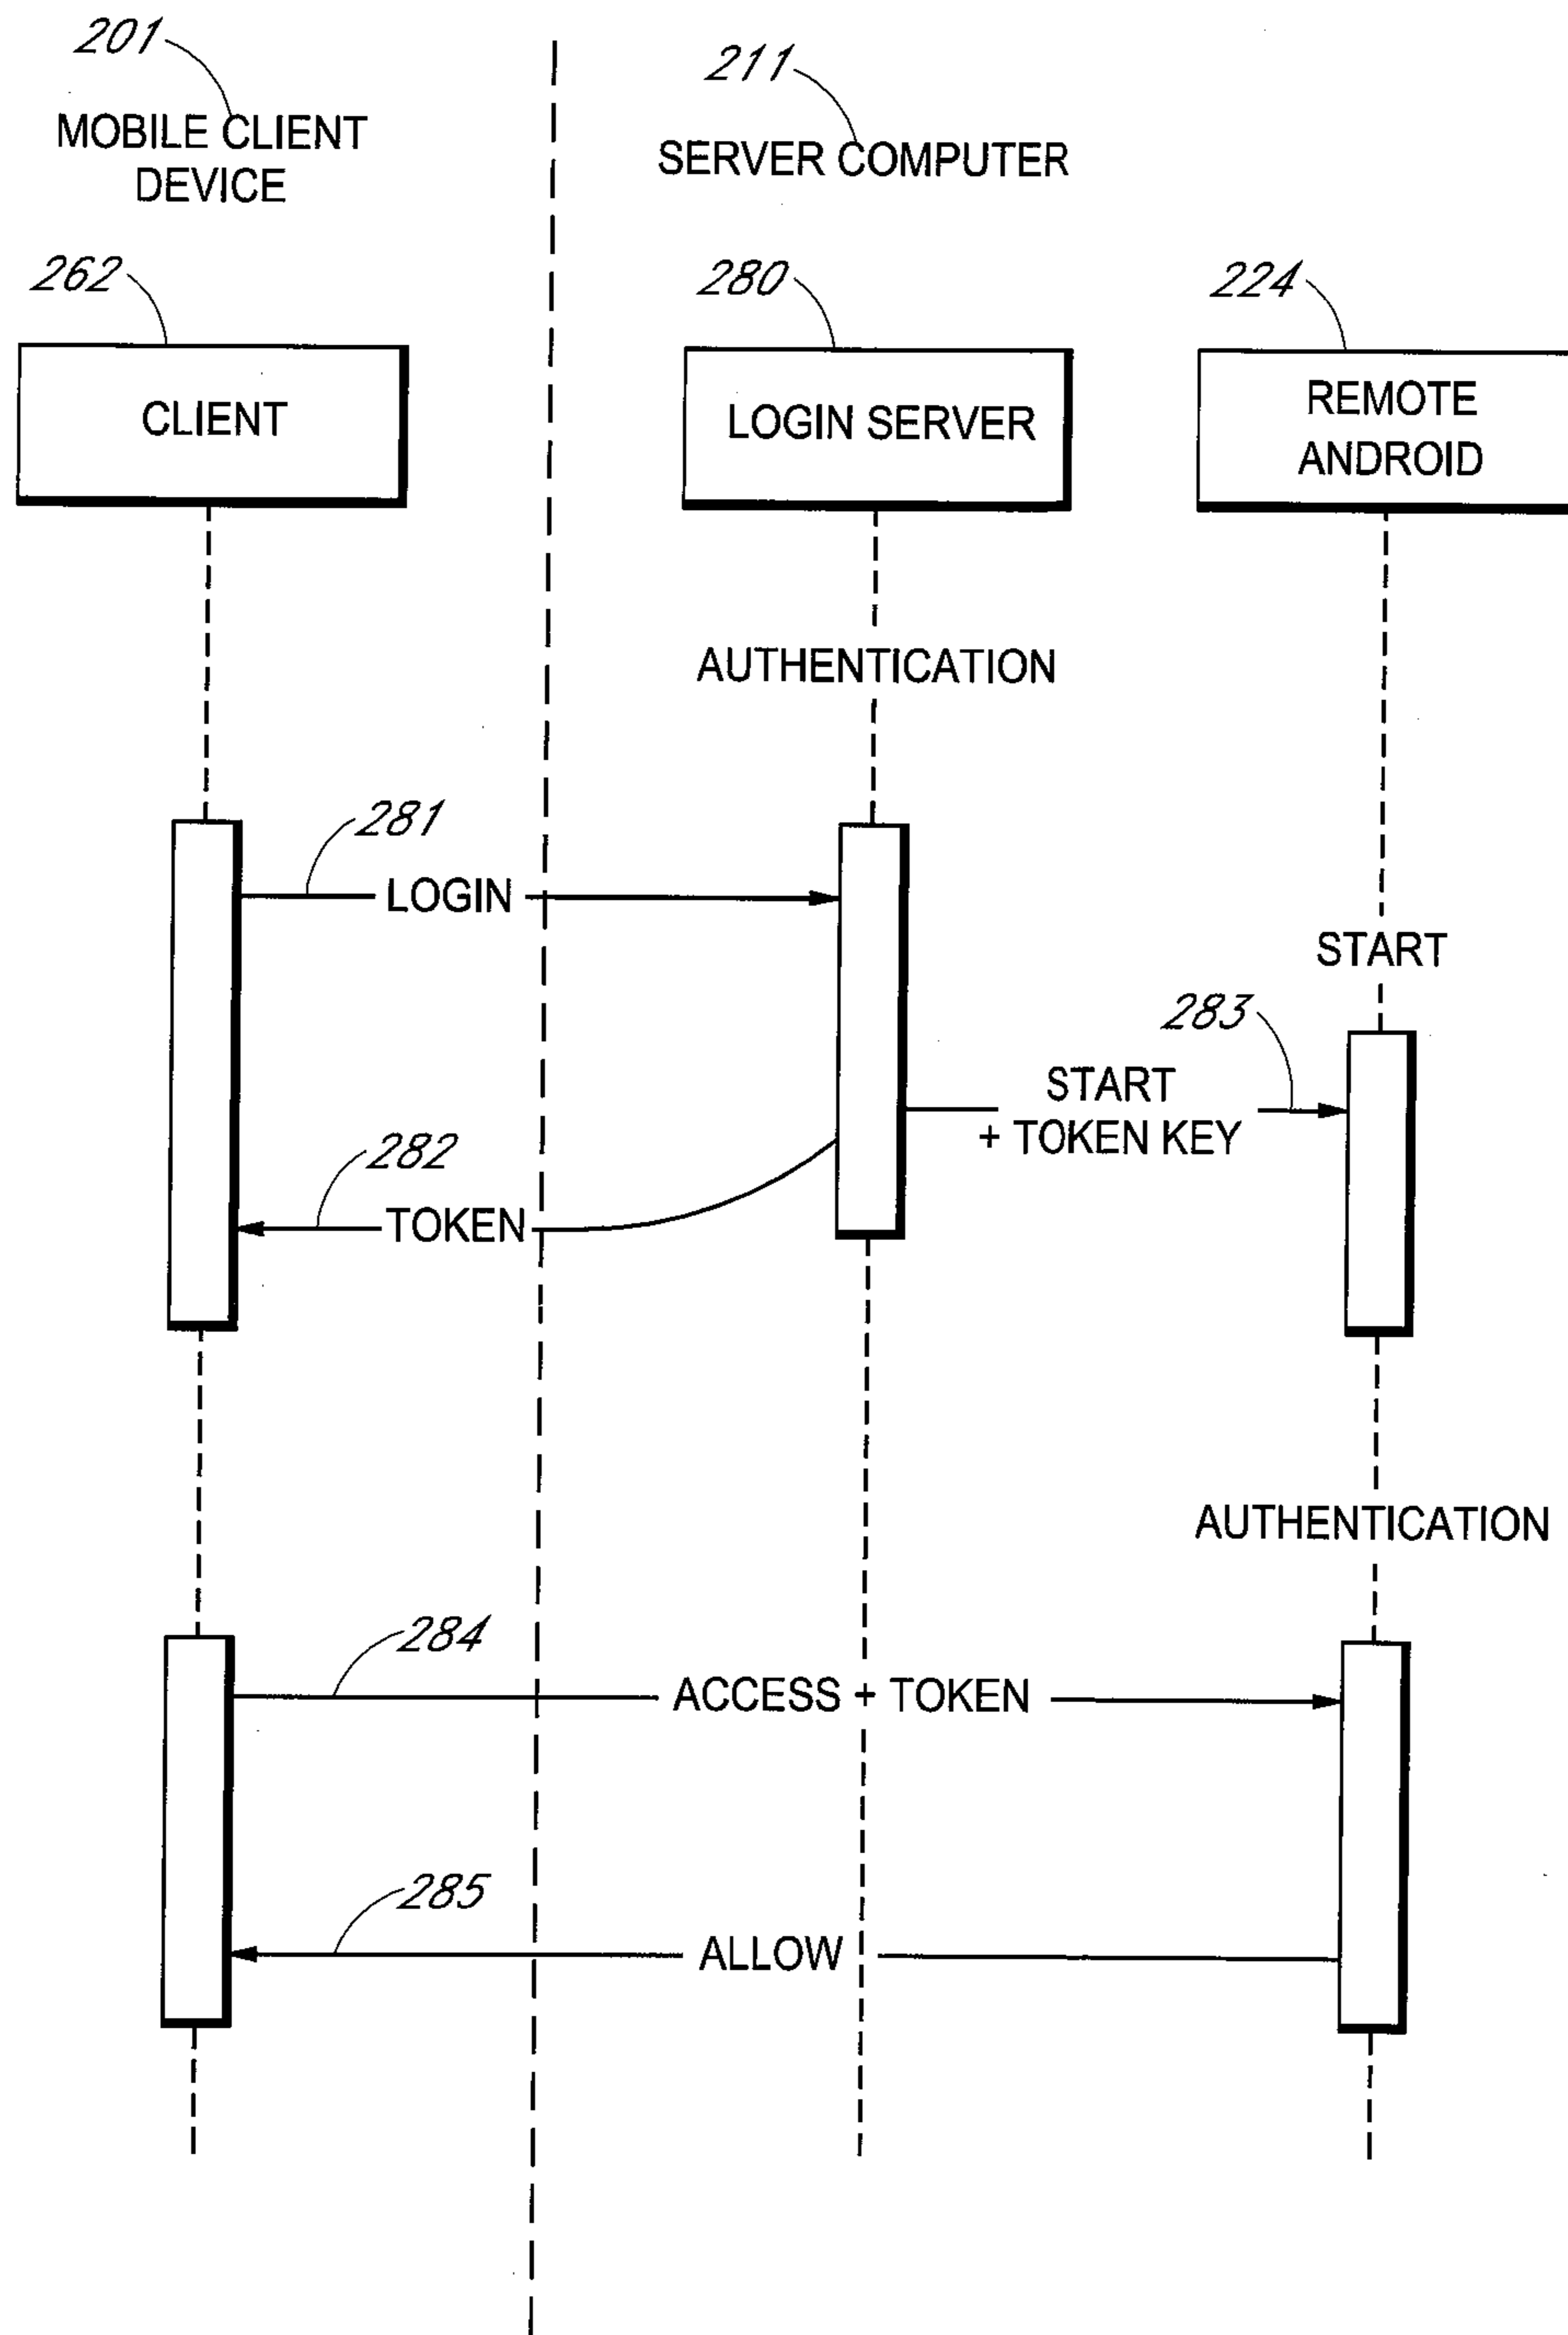 201
211
MOBILE CLIENT
DEVICE
SERVER COMPUTER
262
280
224
CLIENT
LOGIN SERVER
REMOTE
ANDROID
AUTHENTICATION
281
LOGIN
START
283
START
+ TOKEN KEY
282
TOKEN
AUTHENTICATION
284
ACCESS + TOKEN
285
ALLOW